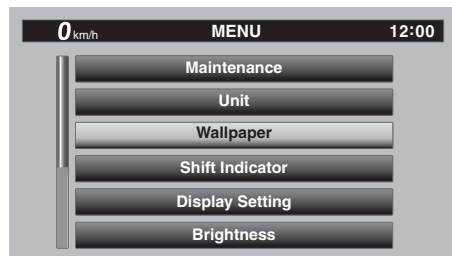 0 km/h MENU 12:00
Maintenance
Unit
Wallpaper
Shift Indicator
Display Setting
Brightness